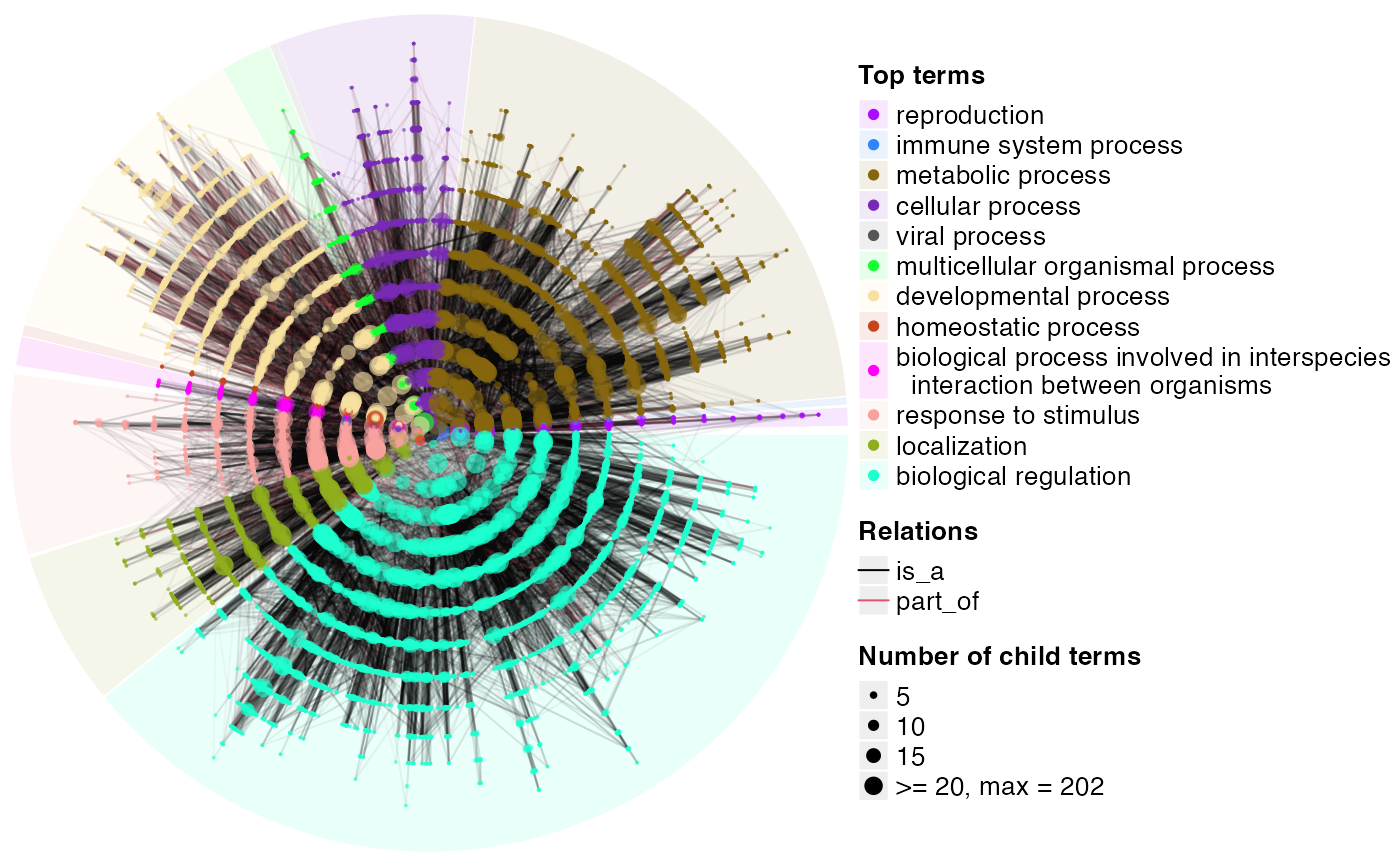 Top terms
reproduction
immune system process
metabolic process
cellular process
viral process
multicellular organismal process
developmental process
homeostatic process
biological process involved in interspecies
interaction between organisms
response to stimulus
localization
biological regulation
Relations
is_a
part_of
Number of child terms
5
10
15
>= 20, max = 202